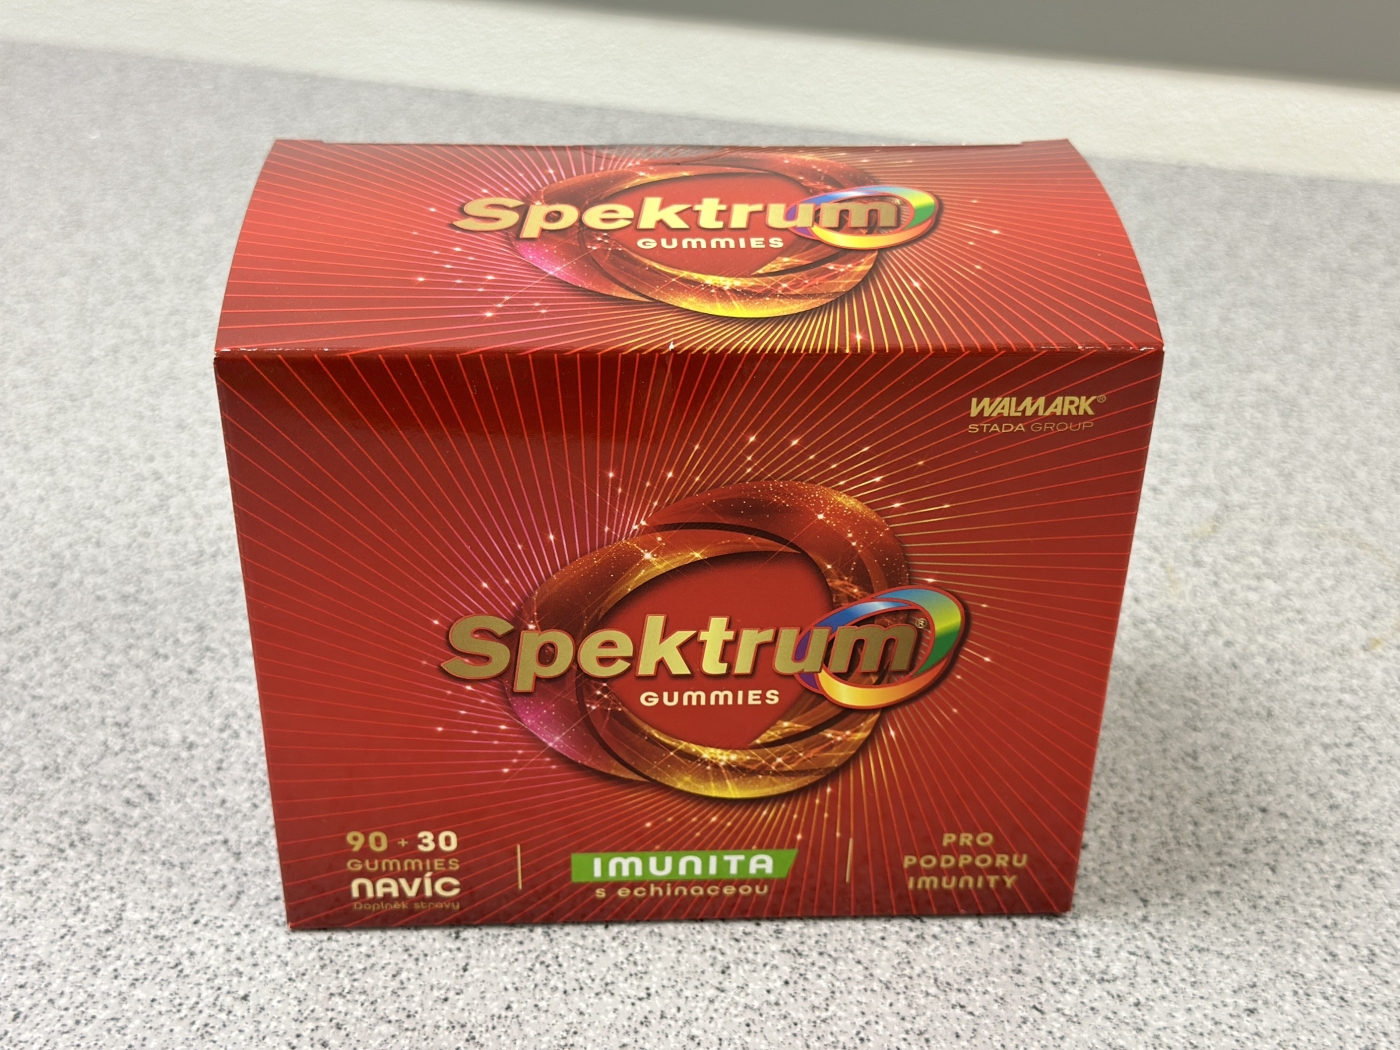 Spektrum
GUMMIES
WALMARK®
STADA GROUP
Spektrum®
GUMMIES
90 + 30
GUMMIES
NAVÍC
Doplněk stravy
IMUNITA
s echinaceou
PRO
PODPORU
IMUNITY